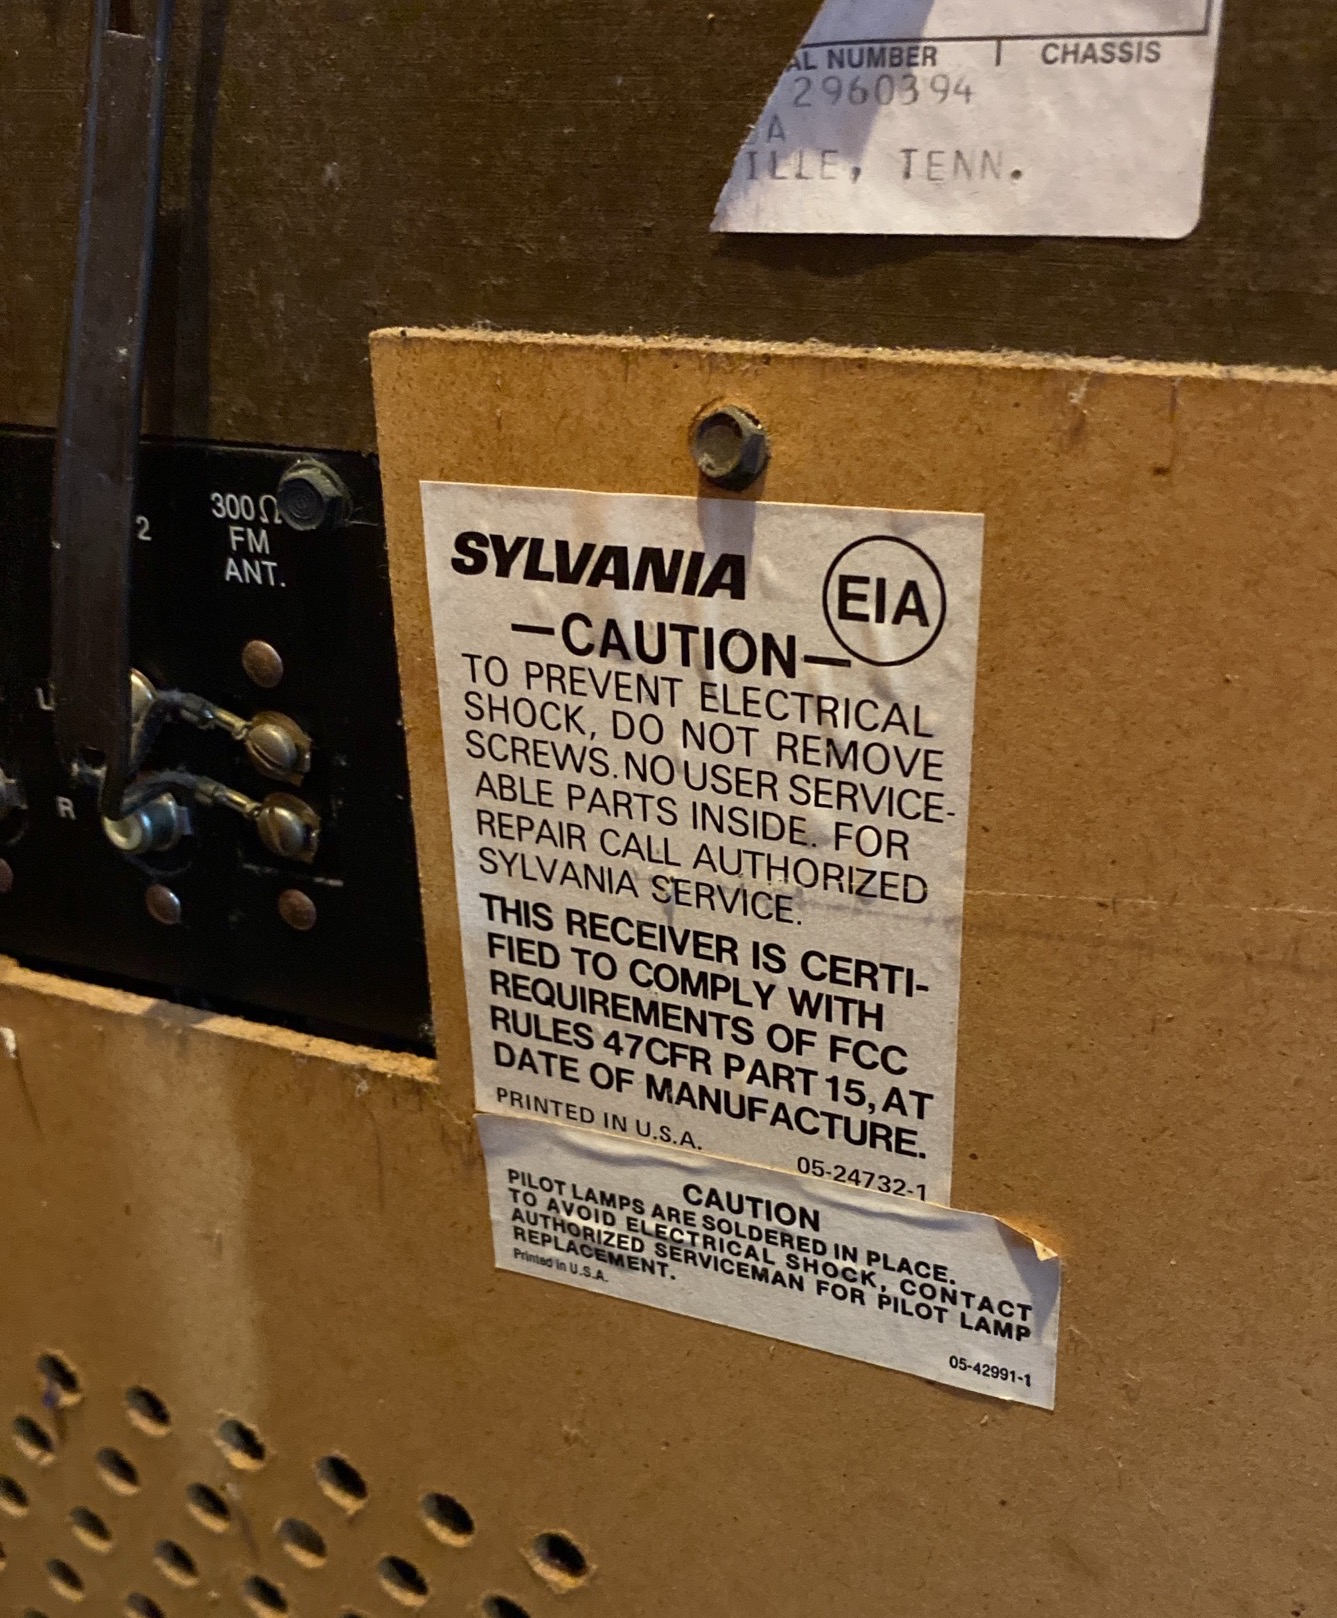 AL NUMBER | CHASSIS
2960394
A
ILLE, TENN.
2
300Ω
FM
ANT.
R
SYLVANIA
EIA
—CAUTION—
TO PREVENT ELECTRICAL
SHOCK, DO NOT REMOVE
SCREWS. NO USER SERVICE-
ABLE PARTS INSIDE. FOR
REPAIR CALL AUTHORIZED
SYLVANIA SERVICE.
THIS RECEIVER IS CERTI-
FIED TO COMPLY WITH
REQUIREMENTS OF FCC
RULES 47CFR PART 15, AT
DATE OF MANUFACTURE.
PRINTED IN U.S.A.
05-24732-1
CAUTION
PILOT LAMPS ARE SOLDERED IN PLACE.
TO AVOID ELECTRICAL SHOCK, CONTACT
AUTHORIZED SERVICEMAN FOR PILOT LAMP
REPLACEMENT.
Printed in U.S.A.
05-42991-1